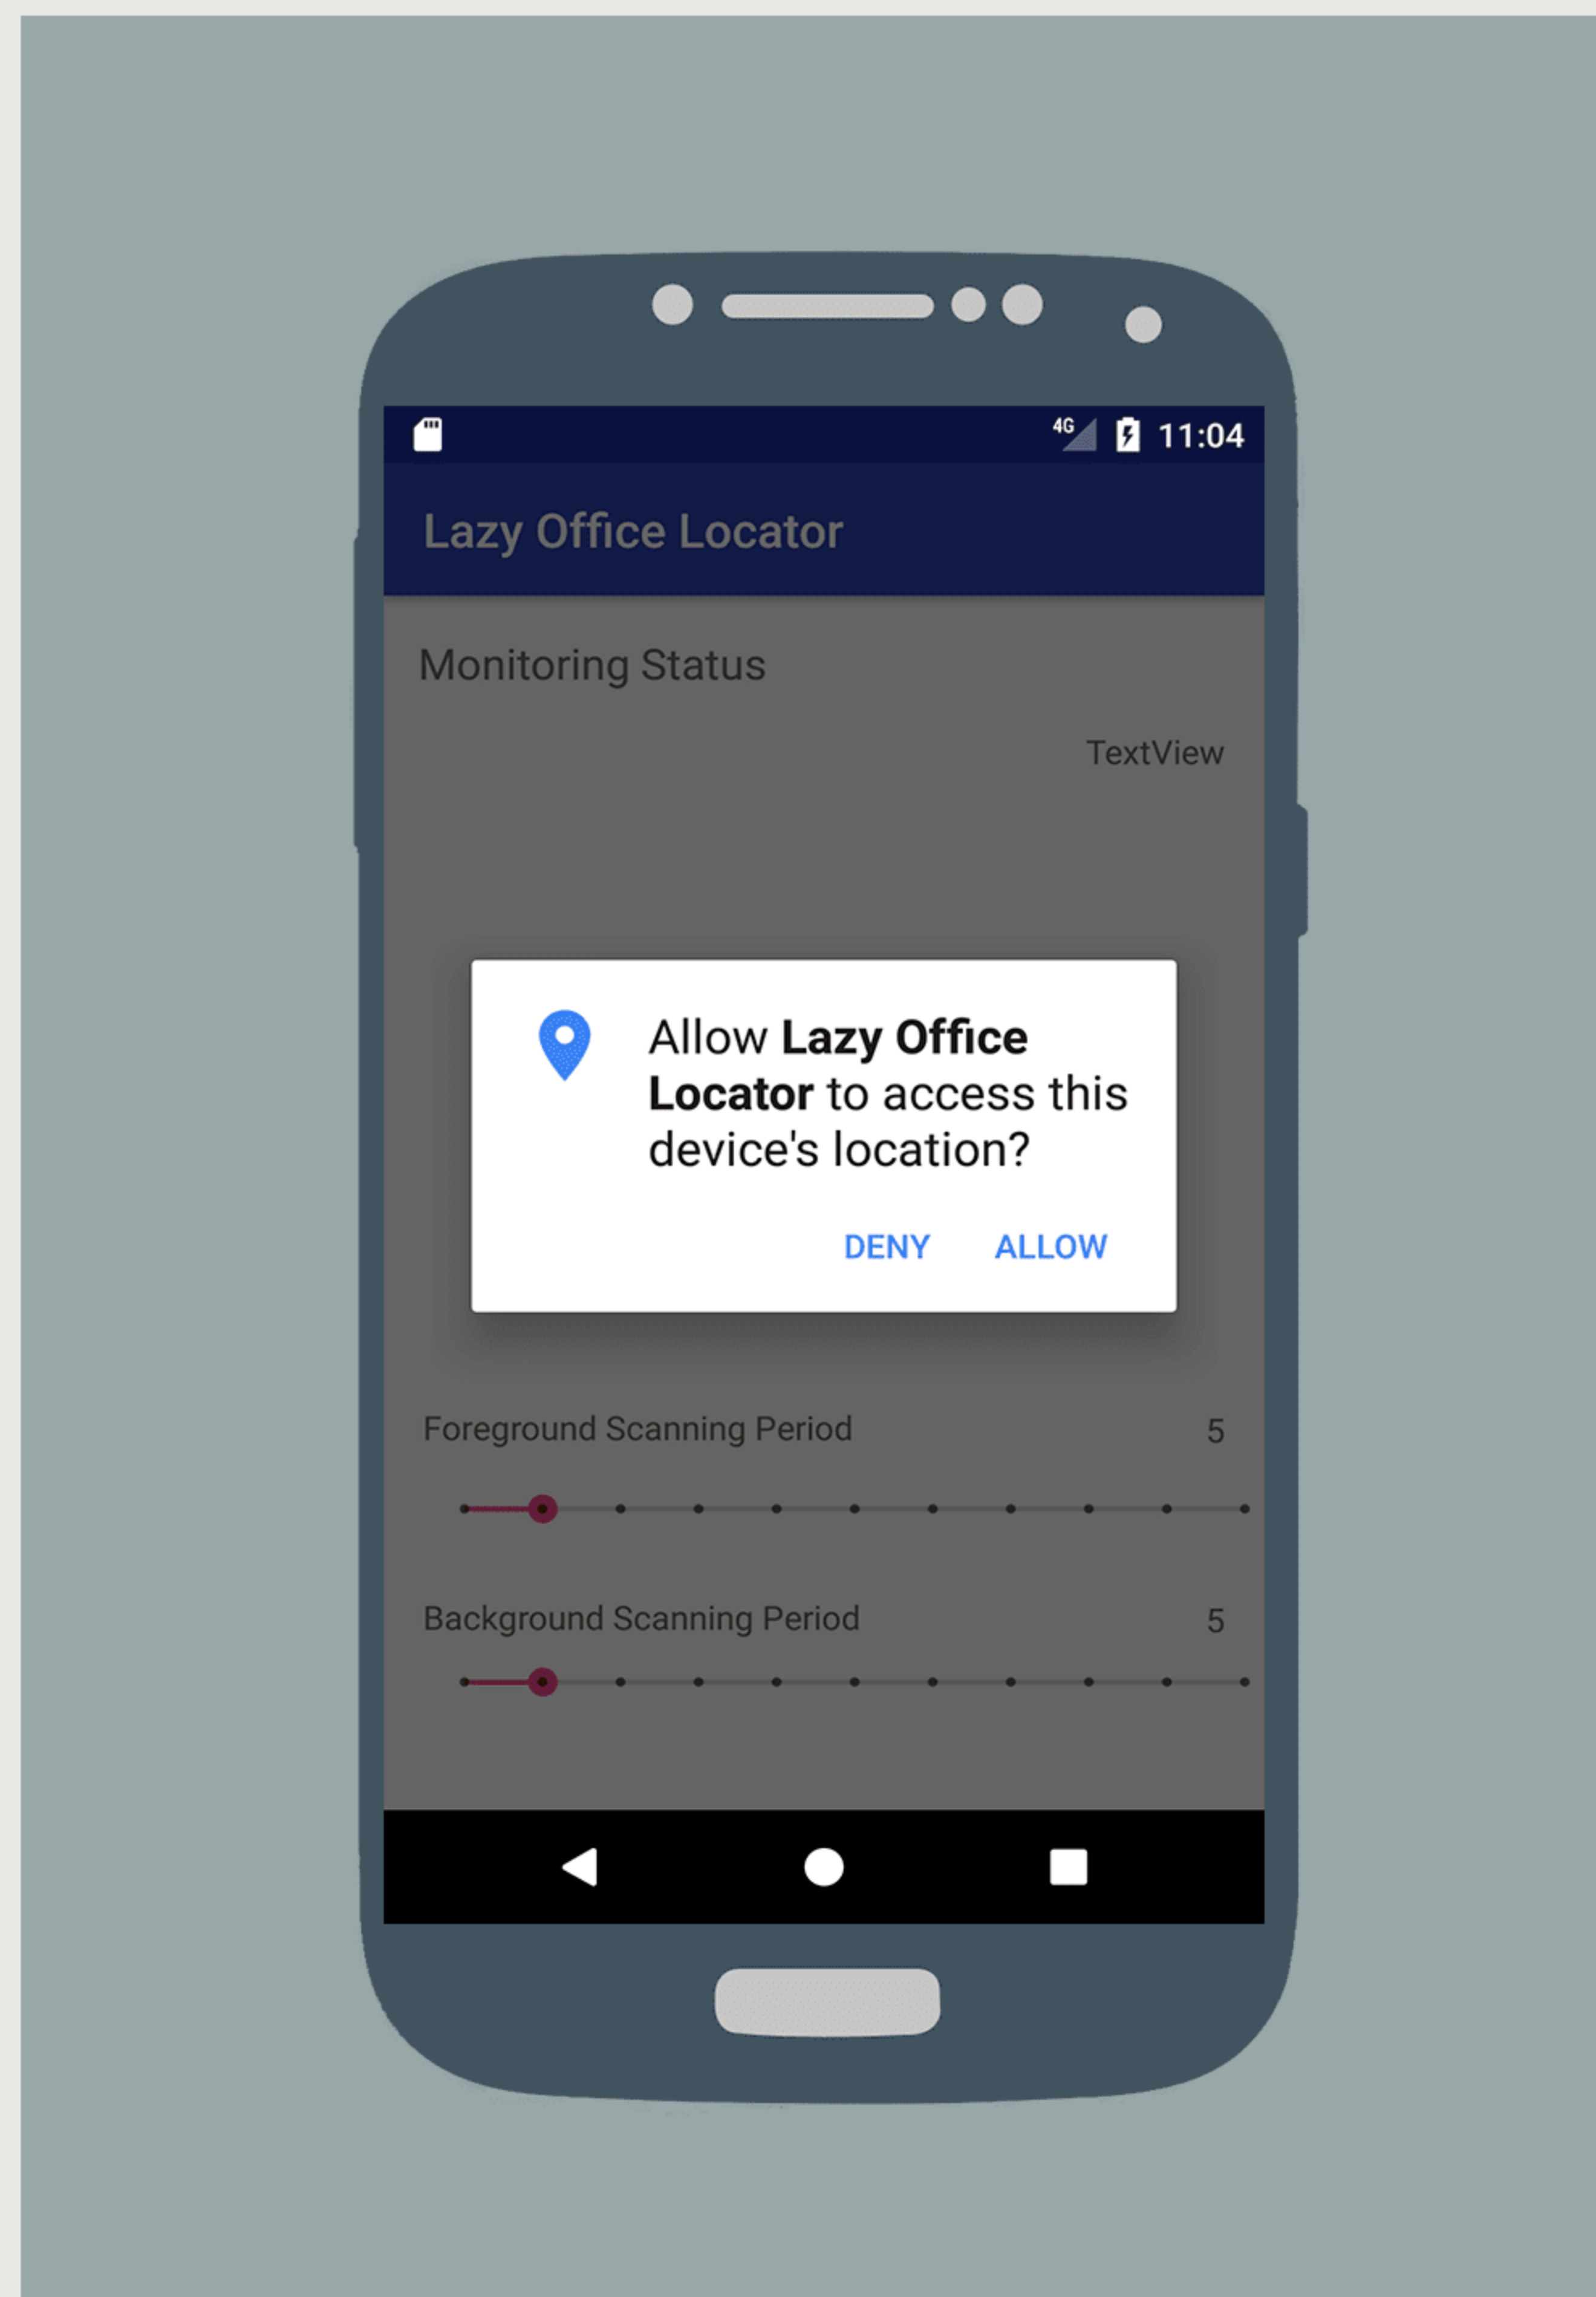 4G 11:04
Lazy Office Locator
Monitoring Status
TextView
Allow Lazy Office
Locator to access this
device's location?
DENY ALLOW
Foreground Scanning Period 5
Background Scanning Period 5